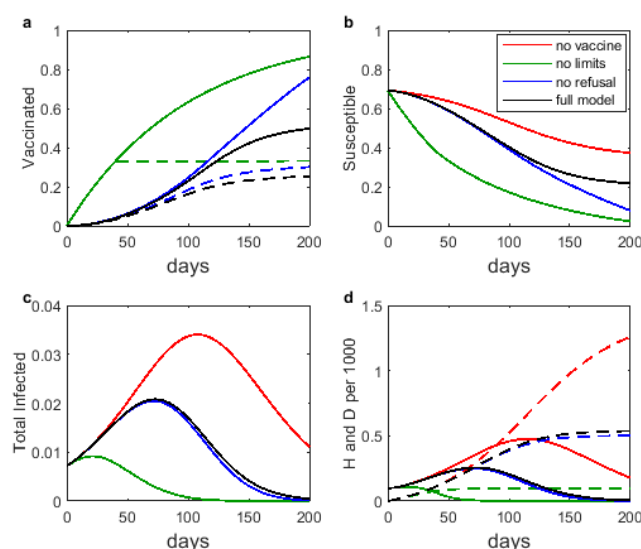 a
1
0.8
0.6
0.4
0.2
0
Vaccinated
0 50 100 150 200
days
b
1
0.8
0.6
0.4
0.2
0
Susceptible
no vaccine
no limits
no refusal
full model
0 50 100 150 200
days
c
0.04
0.03
0.02
0.01
0
Total Infected
0 50 100 150 200
days
d
1.5
1
0.5
0
H and D per 1000
0 50 100 150 200
days